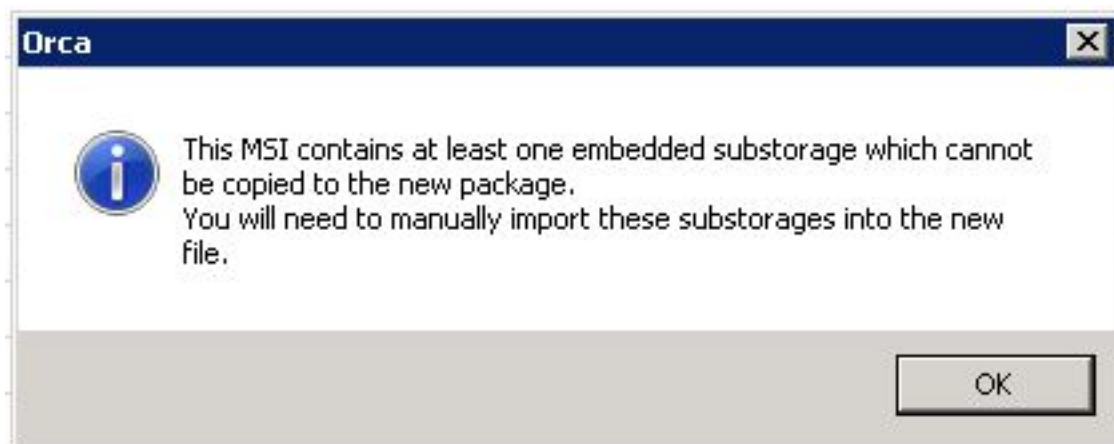 Orca
This MSI contains at least one embedded substorage which cannot
be copied to the new package.
You will need to manually import these substorages into the new
file.
OK